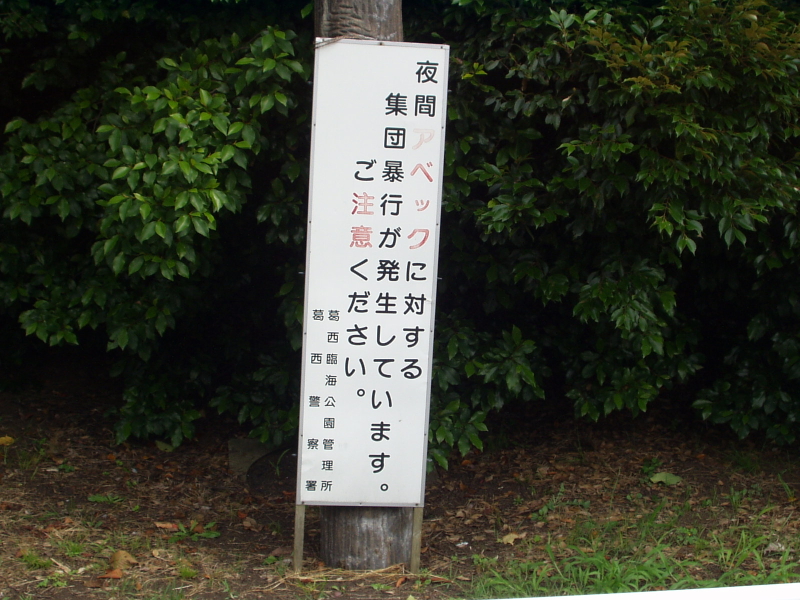 夜間アベックに対する
集団暴行が発生しています。
ご注意ください。
葛西臨海公園管理所
葛西警察署